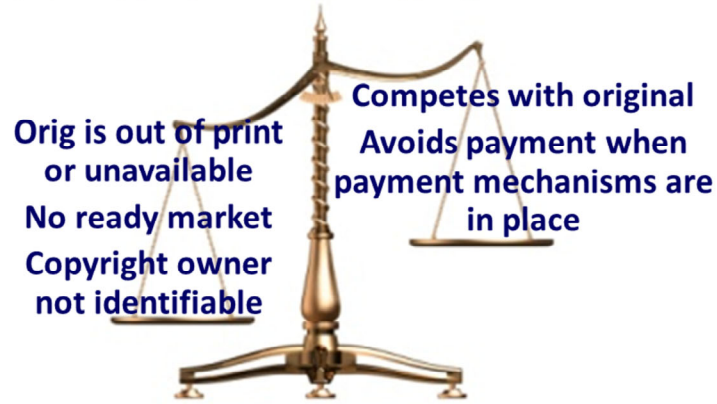 Orig is out of print
or unavailable
No ready market
Copyright owner
not identifiable
Competes with original
Avoids payment when
payment mechanisms are
in place